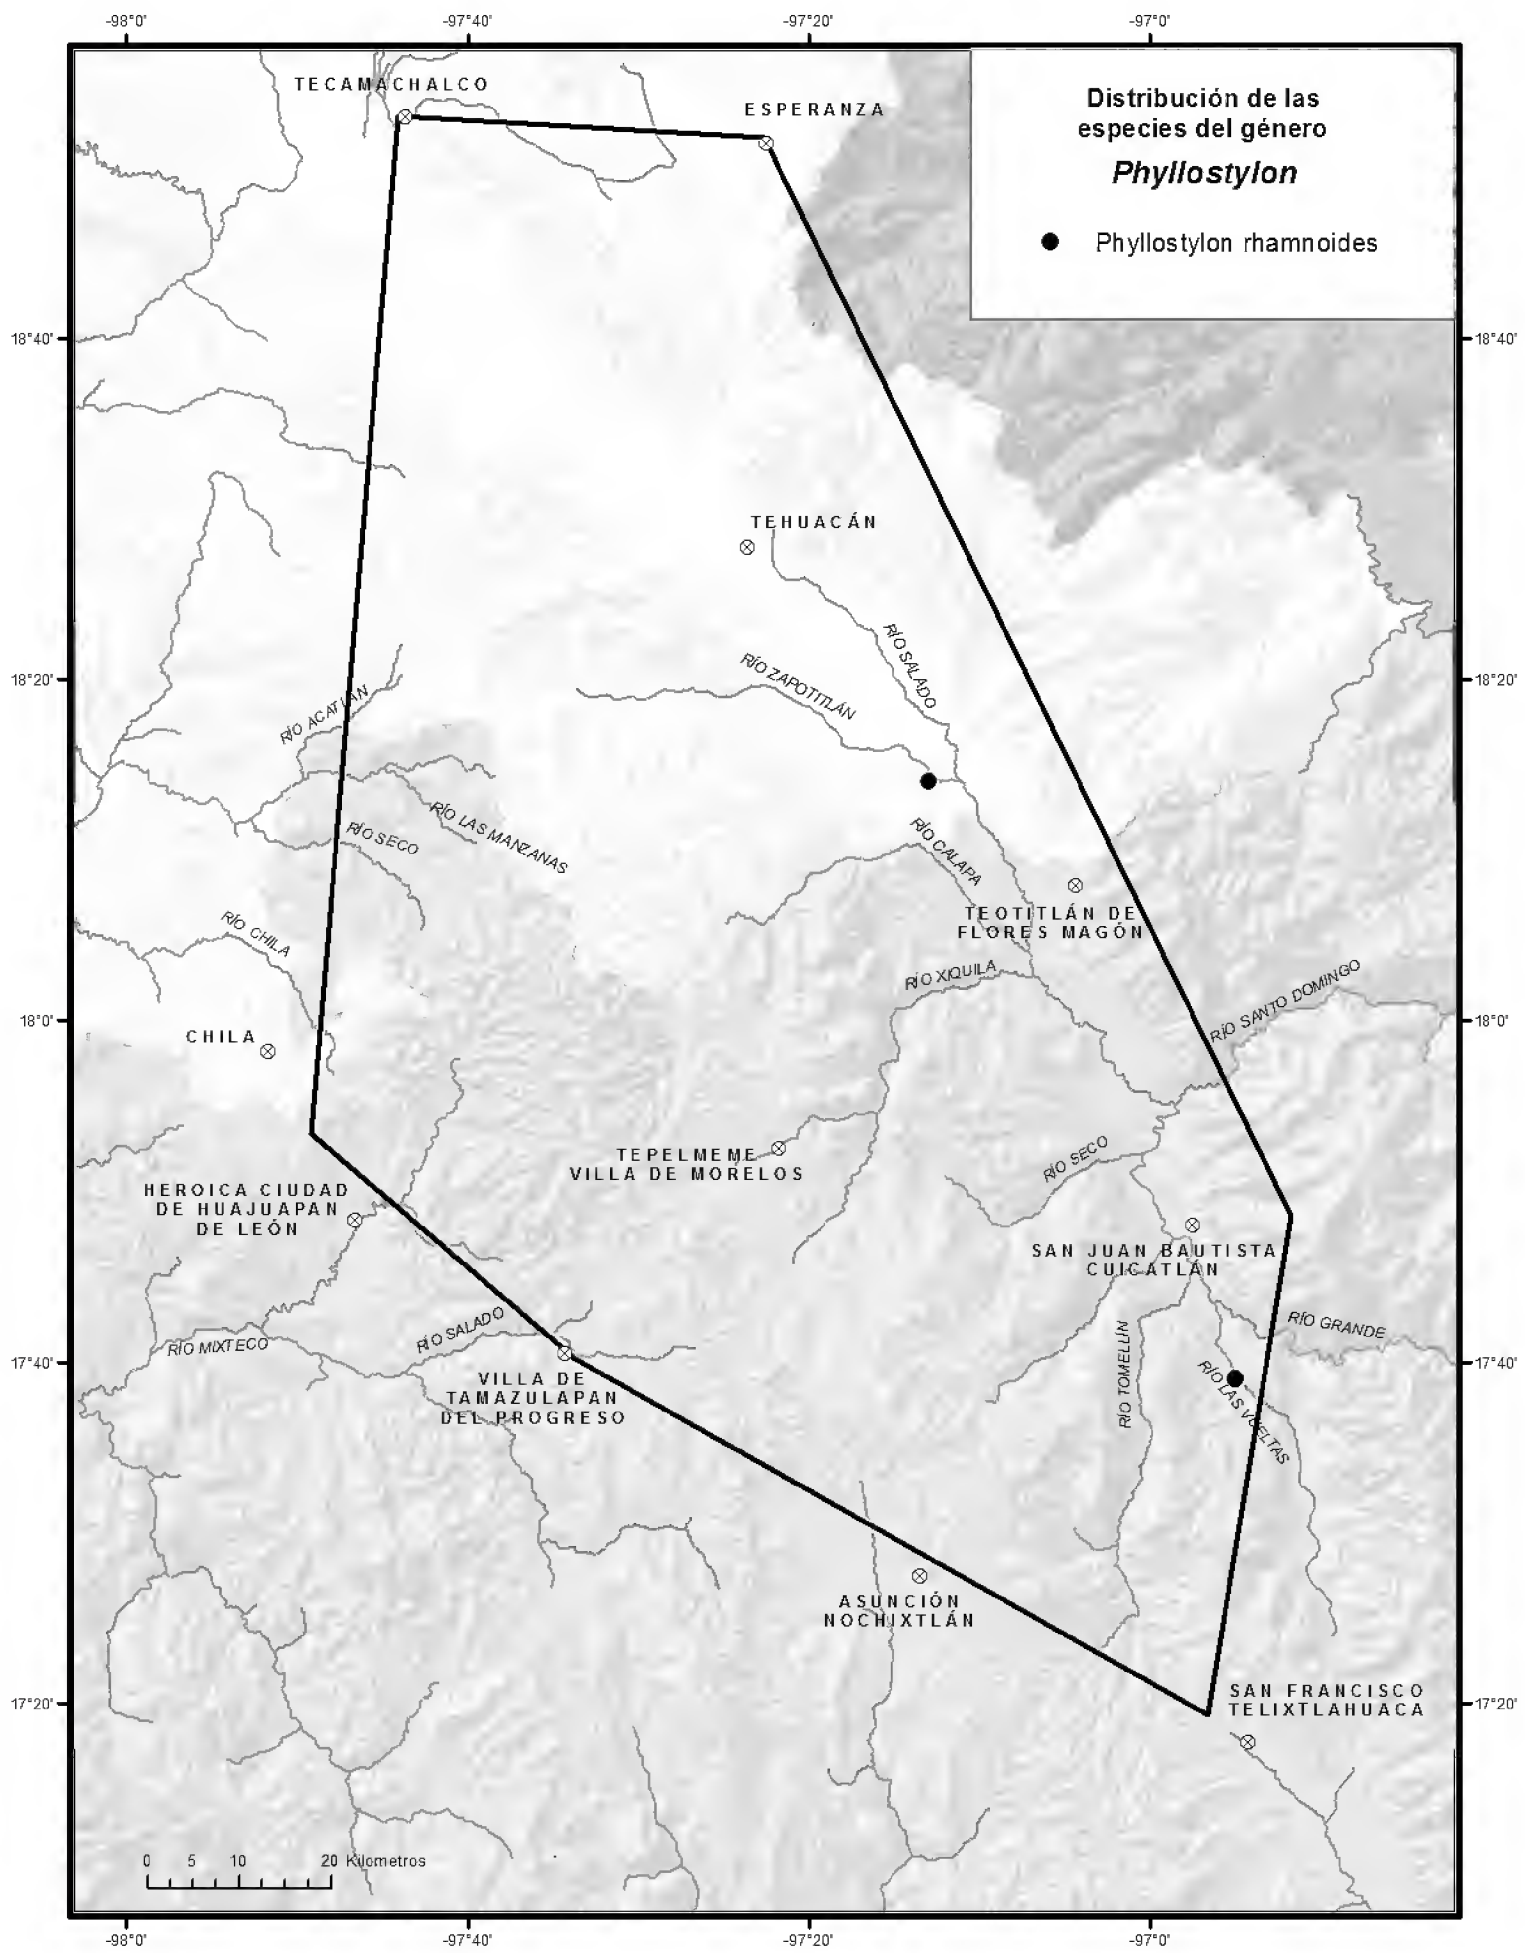 -98°0' -97°40' -97°20' -97°0'
Distribución de las
especies del género
Phyllostylon
Phyllostylon rhamnoides
TECAMACHALCO
ESPERANZA
18°40' 18°40'
TEHUACÁN
RÍO SALADO
RÍO ZAPOTITLÁN
18°20' 18°20'
RÍO ACATLÁN
RÍO LAS MANZANAS
RÍO SECO
RÍO CALAPA
TEOTITLÁN DE
FLORES MAGÓN
RÍO CHILA
RÍO XIQUILA
RÍO SANTO DOMINGO
18°0' 18°0'
CHILA
TEPELMEME
VILLA DE MORELOS
RÍO SECO
HEROICA CIUDAD
DE HUAJUAPAN
DE LEÓN
SAN JUAN BAUTISTA
CUICATLÁN
RÍO GRANDE
RÍO MIXTECO
RÍO SALADO
RÍO TOMELLÍN
17°40' 17°40'
RÍO LAS VUELTAS
VILLA DE
TAMAZULAPAN
DEL PROGRESO
ASUNCIÓN
NOCHIXTLÁN
SAN FRANCISCO
TELIXTLAHUACA
17°20' 17°20'
0 5 10 20 Kilometros
-98°0' -97°40' -97°20' -97°0'